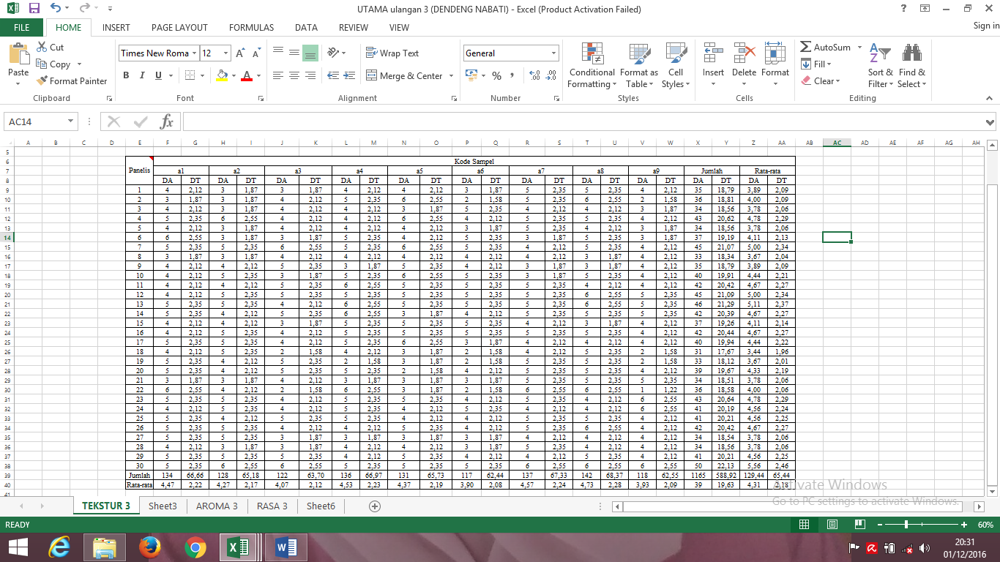 UTAMA ulangan 3 (DENDENG NABATI) - Excel (Product Activation Failed)
FILE HOME INSERT PAGE LAYOUT FORMULAS DATA REVIEW VIEW Sign in
Cut
Copy
Format Painter
Paste
Times New Roma 12
B I U
Wrap Text
Merge & Center
General
Conditional Formatting
Format as Table
Cell Styles
Insert Delete Format
AutoSum
Fill
Clear
Sort & Filter
Find & Select
Clipboard Font Alignment Number Styles Cells Editing
AC14
A B C D E F G H I J K L M N O P Q R S T U V W X Y Z AA AB AC AD AE AF AG AH
5
6 Kode Sampel
7 Panelis a1 a2 a3 a4 a5 a6 a7 a8 a9 Jumlah Rata-rata
8 DA DT DA DT DA DT DA DT DA DT DA DT DA DT DA DT DA DT DA DT DA DT
9 1 4 2,12 3 1,87 3 1,87 4 2,12 4 2,12 3 1,87 5 2,35 5 2,35 4 2,12 35 18,79 3,89 2,09
10 2 3 1,87 3 1,87 4 2,12 5 2,35 6 2,55 2 1,58 5 2,35 6 2,55 2 1,58 36 18,81 4,00 2,09
11 3 4 2,12 3 1,87 4 2,12 4 2,12 3 1,87 5 2,35 4 2,12 4 2,12 3 1,87 34 18,56 3,78 2,06
12 4 5 2,35 6 2,55 4 2,12 4 2,12 6 2,55 4 2,12 5 2,35 5 2,35 4 2,12 43 20,62 4,78 2,29
13 5 4 2,12 3 1,87 4 2,12 4 2,12 4 2,12 3 1,87 5 2,35 4 2,12 3 1,87 34 18,56 3,78 2,06
14 6 6 2,55 3 1,87 3 1,87 5 2,35 4 2,12 5 2,35 3 1,87 5 2,35 3 1,87 37 19,19 4,11 2,13
15 7 5 2,35 5 2,35 6 2,55 5 2,35 6 2,55 5 2,35 4 2,12 5 2,35 4 2,12 45 21,07 5,00 2,34
16 8 3 1,87 3 1,87 4 2,12 4 2,12 4 2,12 4 2,12 4 2,12 3 1,87 4 2,12 33 18,34 3,67 2,04
17 9 4 2,12 4 2,12 5 2,35 3 1,87 5 2,35 4 2,12 3 1,87 3 1,87 4 2,12 35 18,79 3,89 2,09
18 10 4 2,12 5 2,35 3 1,87 5 2,35 6 2,55 5 2,35 3 1,87 5 2,35 4 2,12 40 19,91 4,44 2,21
19 11 4 2,12 4 2,12 5 2,35 6 2,55 5 2,35 5 2,35 5 2,35 4 2,12 4 2,12 42 20,42 4,67 2,27
20 12 4 2,12 5 2,35 5 2,35 5 2,35 5 2,35 5 2,35 5 2,35 6 2,55 5 2,35 45 21,09 5,00 2,34
21 13 5 2,35 5 2,35 4 2,12 6 2,55 5 2,35 5 2,35 5 2,35 6 2,55 5 2,35 46 21,29 5,11 2,37
22 14 5 2,35 4 2,12 5 2,35 6 2,55 3 1,87 4 2,12 5 2,35 5 2,35 5 2,35 42 20,39 4,67 2,27
23 15 4 2,12 4 2,12 3 1,87 5 2,35 5 2,35 5 2,35 4 2,12 3 1,87 4 2,12 37 19,26 4,11 2,14
24 16 4 2,12 5 2,35 4 2,12 5 2,35 5 2,35 5 2,35 5 2,35 5 2,35 4 2,12 42 20,44 4,67 2,27
25 17 5 2,35 5 2,35 4 2,12 5 2,35 6 2,55 3 1,87 4 2,12 4 2,12 4 2,12 40 19,94 4,44 2,22
26 18 4 2,12 5 2,35 2 1,58 4 2,12 3 1,87 2 1,58 4 2,12 5 2,35 2 1,58 31 17,67 3,44 1,96
27 19 5 2,35 4 2,12 5 2,35 2 1,58 3 1,87 2 1,58 5 2,35 5 2,35 2 1,58 33 18,12 3,67 2,01
28 20 5 2,35 4 2,12 5 2,35 5 2,35 2 1,58 4 2,12 5 2,35 5 2,35 4 2,12 39 19,67 4,33 2,19
29 21 3 1,87 3 1,87 4 2,12 3 1,87 3 1,87 3 1,87 5 2,35 5 2,35 5 2,35 34 18,51 3,78 2,06
30 22 6 2,55 4 2,12 2 1,58 6 2,55 3 1,87 2 1,58 6 2,55 6 2,55 1 1,22 36 18,58 4,00 2,06
31 23 5 2,35 5 2,35 4 2,12 5 2,35 5 2,35 4 2,12 5 2,35 4 2,12 6 2,55 43 20,64 4,78 2,29
32 24 4 2,12 5 2,35 4 2,12 5 2,35 4 2,12 5 2,35 4 2,12 4 2,12 6 2,55 41 20,19 4,56 2,24
33 25 5 2,35 4 2,12 5 2,35 5 2,35 4 2,12 4 2,12 5 2,35 5 2,35 4 2,12 41 20,21 4,56 2,25
34 26 5 2,35 5 2,35 4 2,12 4 2,12 5 2,35 4 2,12 5 2,35 6 2,55 4 2,12 42 20,42 4,67 2,27
35 27 5 2,35 5 2,35 3 1,87 3 1,87 3 1,87 3 1,87 4 2,12 4 2,12 4 2,12 34 18,54 3,78 2,06
36 28 4 2,12 3 1,87 3 1,87 4 2,12 4 2,12 3 1,87 5 2,35 4 2,12 4 2,12 34 18,56 3,78 2,06
37 29 5 2,35 5 2,35 5 2,35 4 2,12 5 2,35 4 2,12 4 2,12 5 2,35 4 2,12 41 20,21 4,56 2,25
38 30 5 2,35 6 2,55 6 2,55 5 2,35 5 2,35 5 2,35 6 2,55 6 2,55 6 2,55 50 22,13 5,56 2,46
39 Jumlah 134 66,66 128 65,18 122 63,70 136 66,97 131 65,73 117 62,44 137 67,33 142 68,37 118 62,55 1165 588,92 129,44 65,44
40 Rata-rata 4,47 2,22 4,27 2,17 4,07 2,12 4,53 2,23 4,37 2,19 3,90 2,08 4,57 2,24 4,73 2,28 3,93 2,09 39 19,63 4,31 2,18
41
Activate Windows
Go to PC settings to activate Windows.
TEKSTUR 3 Sheet3 AROMA 3 RASA 3 Sheet6
READY 60%
20:31
01/12/2016